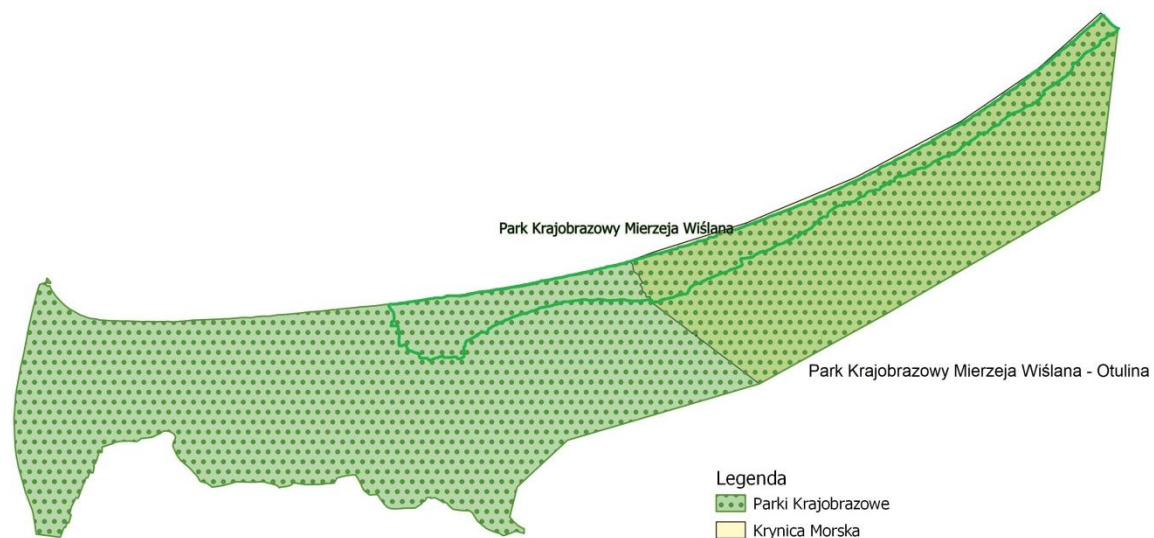 Park Krajobrazowy Mierzeja Wiślana
Park Krajobrazowy Mierzeja Wiślana - Otulina
Legenda
Parki Krajobrazowe
Krynica Morska